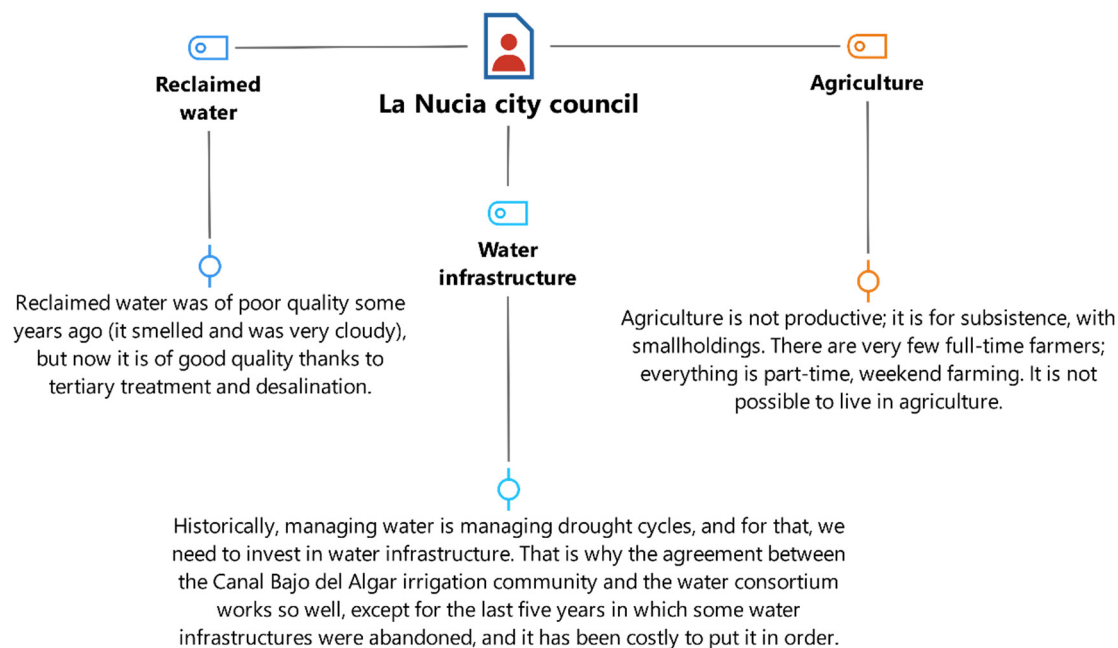 La Nucia city council
Reclaimed
water
Reclaimed water was of poor quality some
years ago (it smelled and was very cloudy),
but now it is of good quality thanks to
tertiary treatment and desalination.
Water
infrastructure
Historically, managing water is managing drought cycles, and for that, we
need to invest in water infrastructure. That is why the agreement between
the Canal Bajo del Algar irrigation community and the water consortium
works so well, except for the last five years in which some water
infrastructures were abandoned, and it has been costly to put it in order.
Agriculture
Agriculture is not productive; it is for subsistence, with
smallholdings. There are very few full-time farmers;
everything is part-time, weekend farming. It is not
possible to live in agriculture.